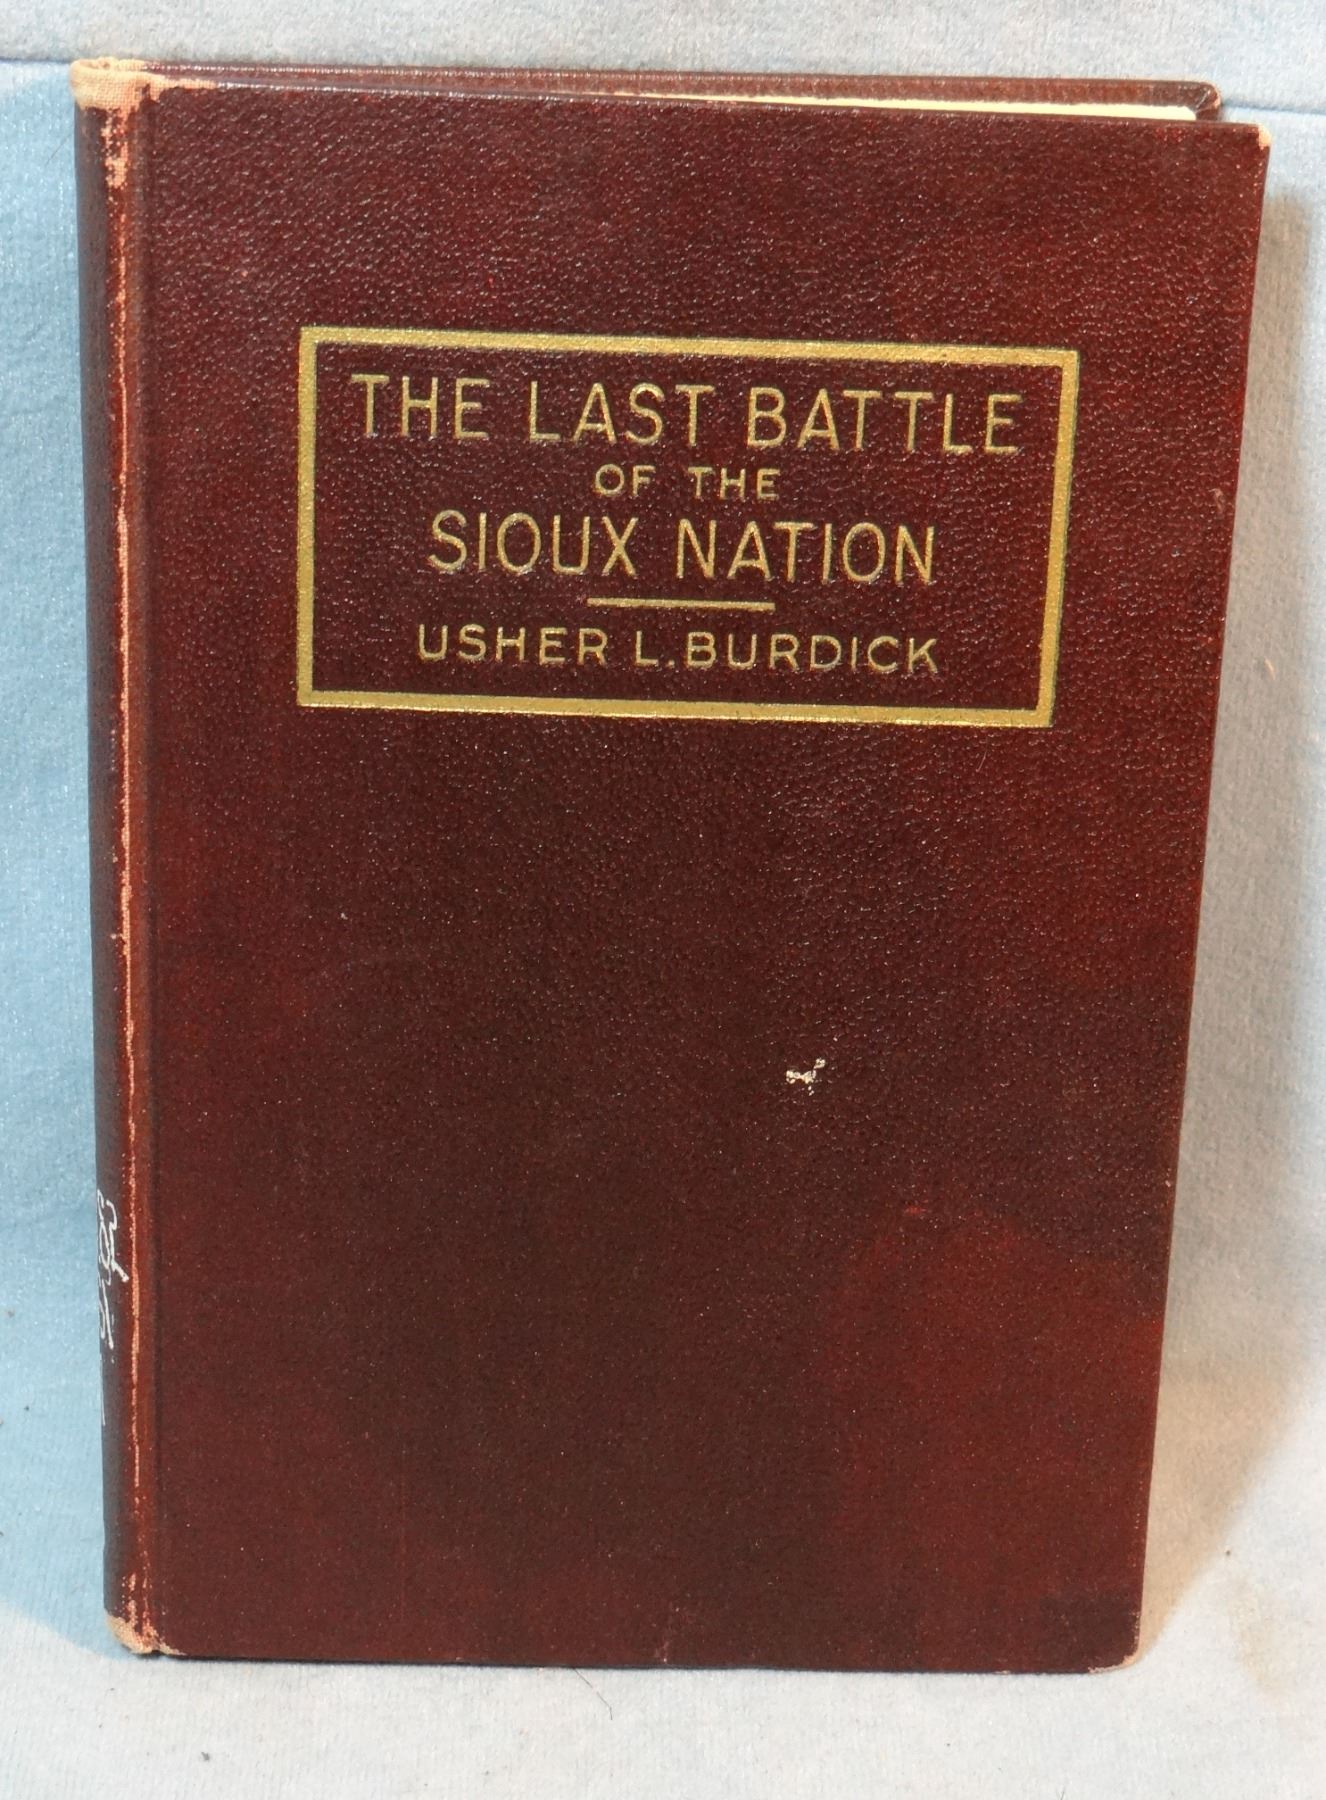 THE LAST BATTLE
OF THE
SIOUX NATION
USHER L. BURDICK